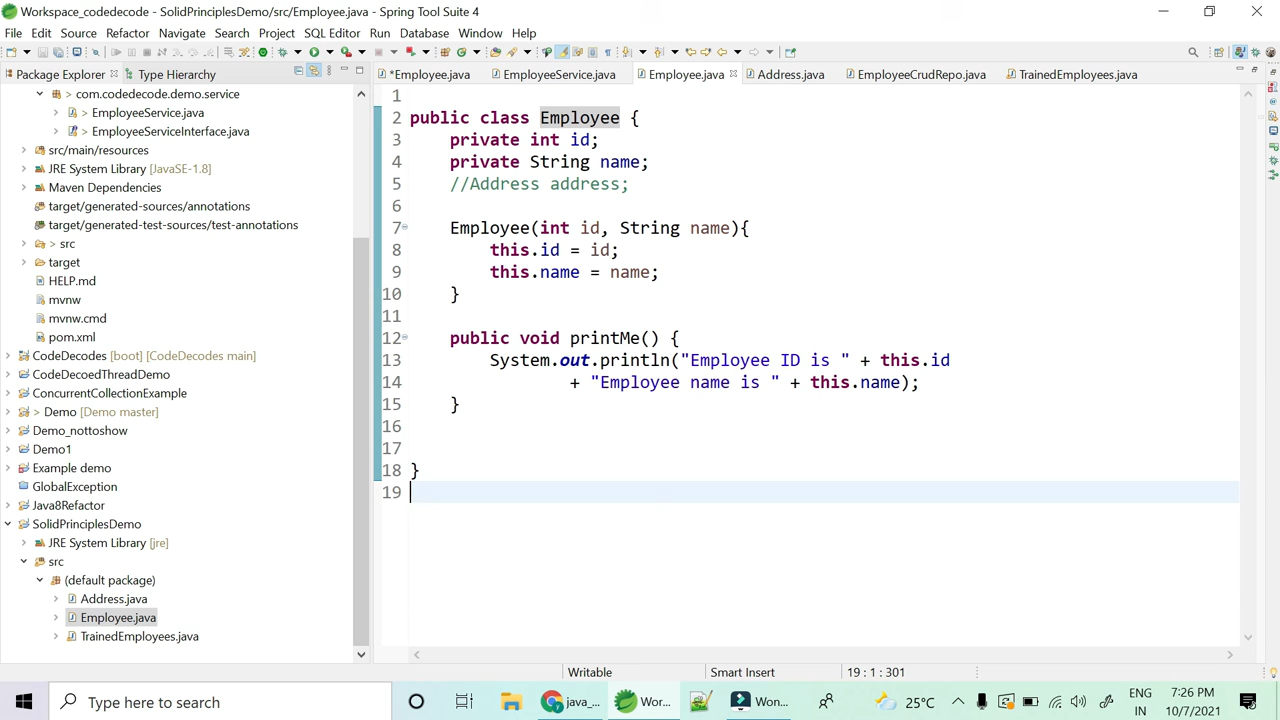 Workspace_codedecode - SolidPrinciplesDemo/src/Employee.java - Spring Tool Suite 4
File Edit Source Refactor Navigate Search Project SQL Editor Run Database Window Help
Package Explorer Type Hierarchy
*Employee.java EmployeeService.java Employee.java Address.java EmployeeCrudRepo.java TrainedEmployees.java
> com.codedecode.demo.service
> EmployeeService.java
> EmployeeServiceInterface.java
src/main/resources
JRE System Library [JavaSE-1.8]
Maven Dependencies
target/generated-sources/annotations
target/generated-test-sources/test-annotations
> src
target
HELP.md
mvnw
mvnw.cmd
pom.xml
CodeDecodes [boot] [CodeDecodes main]
CodeDecoedThreadDemo
ConcurrentCollectionExample
> Demo [Demo master]
Demo_nottoshow
Demo1
Example demo
GlobalException
Java8Refactor
SolidPrinciplesDemo
JRE System Library [jre]
src
(default package)
Address.java
Employee.java
TrainedEmployees.java
1
2 public class Employee {
3 private int id;
4 private String name;
5 //Address address;
6
7 Employee(int id, String name){
8 this.id = id;
9 this.name = name;
10 }
11
12 public void printMe() {
13 System.out.println("Employee ID is " + this.id
14 + "Employee name is " + this.name);
15 }
16
17
18 }
19
Writable Smart Insert 19 : 1 : 301
Type here to search
java_... Wor... Won... 25°C ENG IN 7:26 PM 10/7/2021